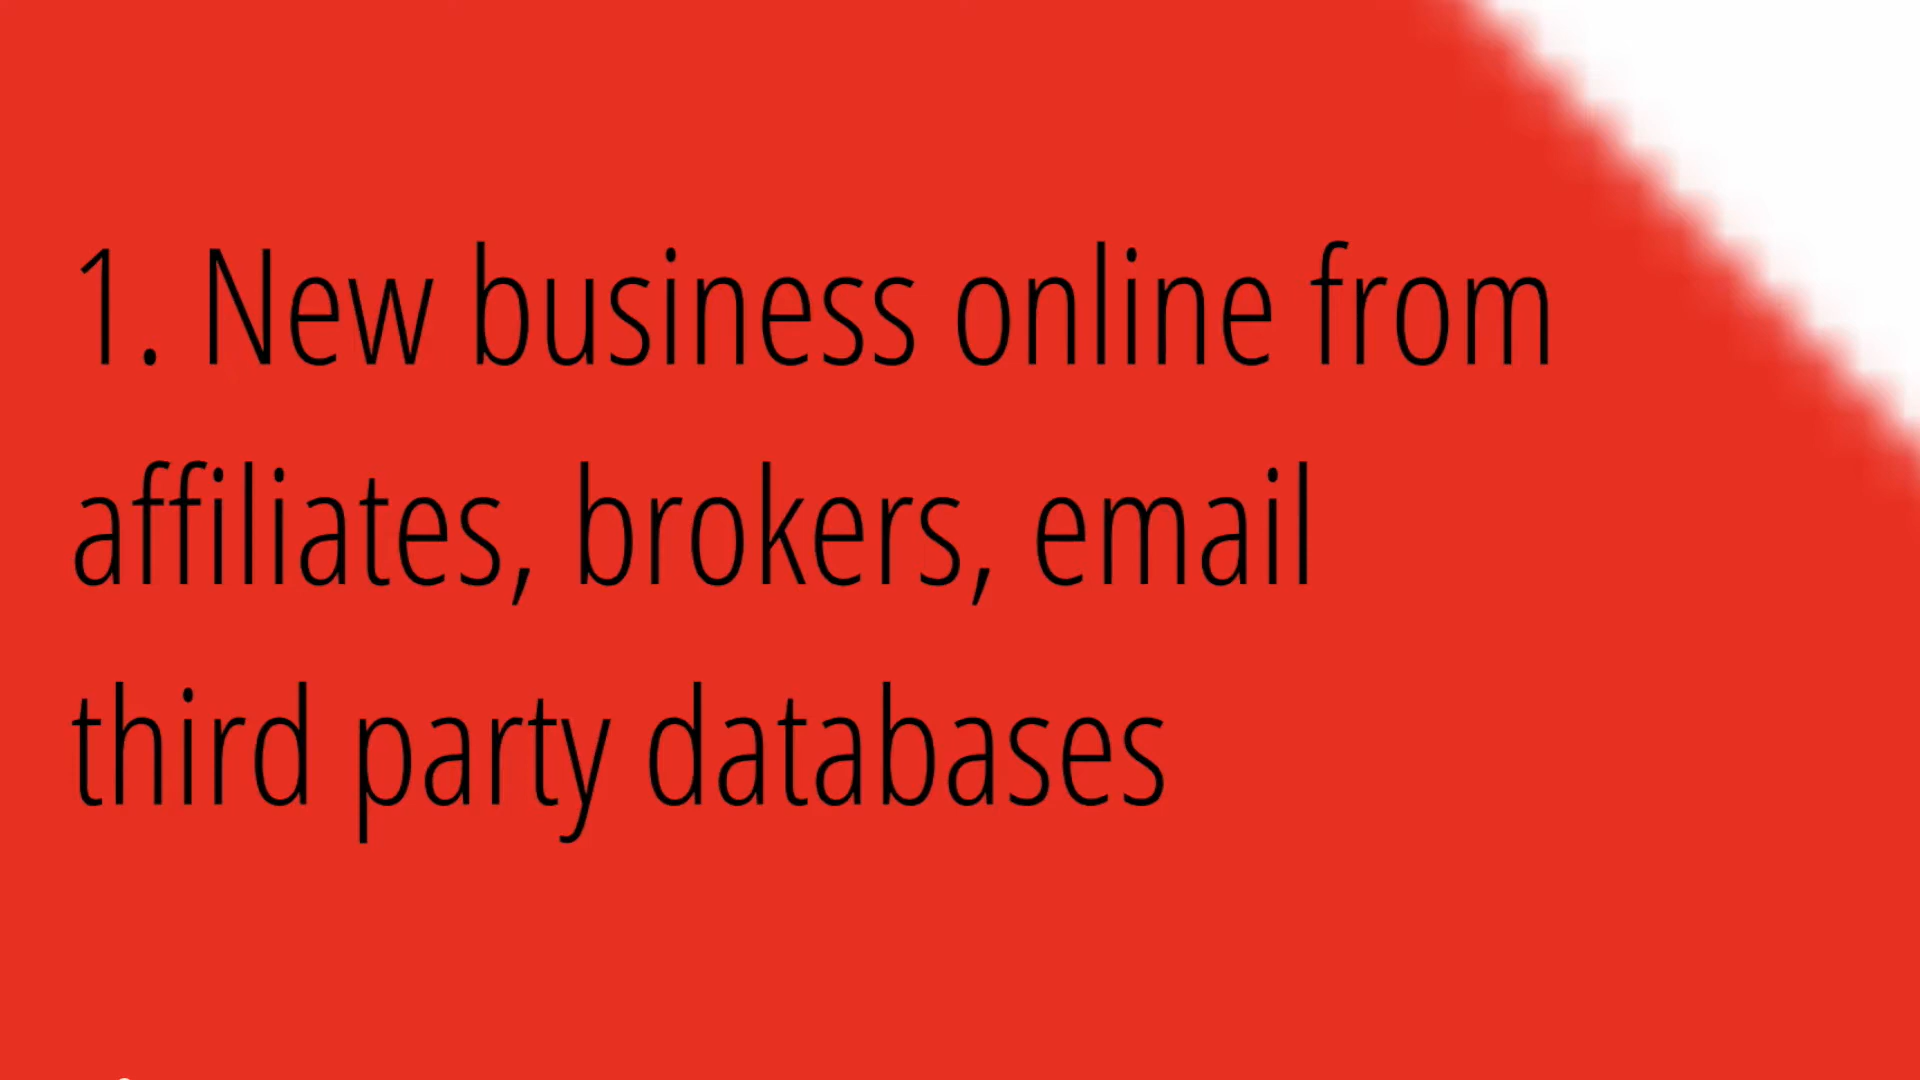 1. New business online from
affiliates, brokers, email
third party databases